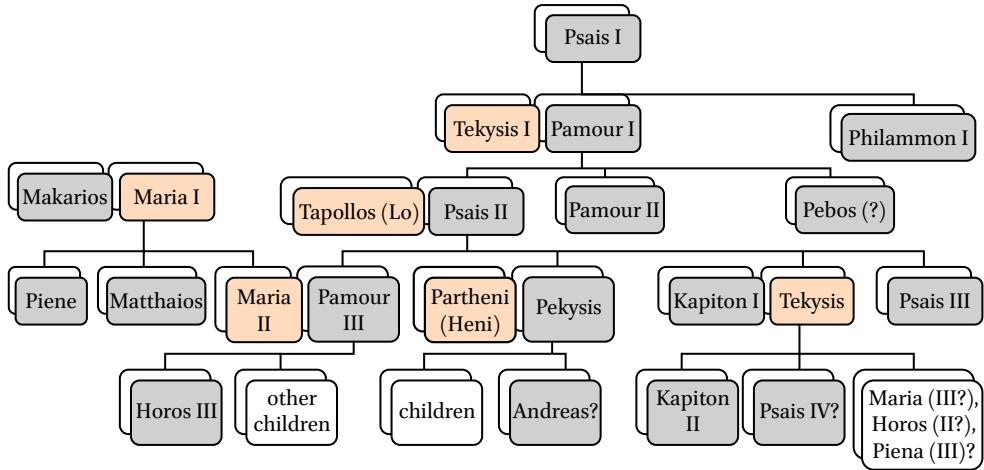 Psais I
Tekysis I
Pamour I
Philammon I
Makarios
Maria I
Tapollos (Lo)
Psais II
Pamour II
Pebos (?)
Piene
Matthaios
Maria
II
Pamour
III
Partheni
(Heni)
Pekysis
Kapiton I
Tekysis
Psais III
Horos III
other
children
children
Andreas?
Kapiton
II
Psais IV?
Maria (III?),
Horos (II?),
Piena (III)?